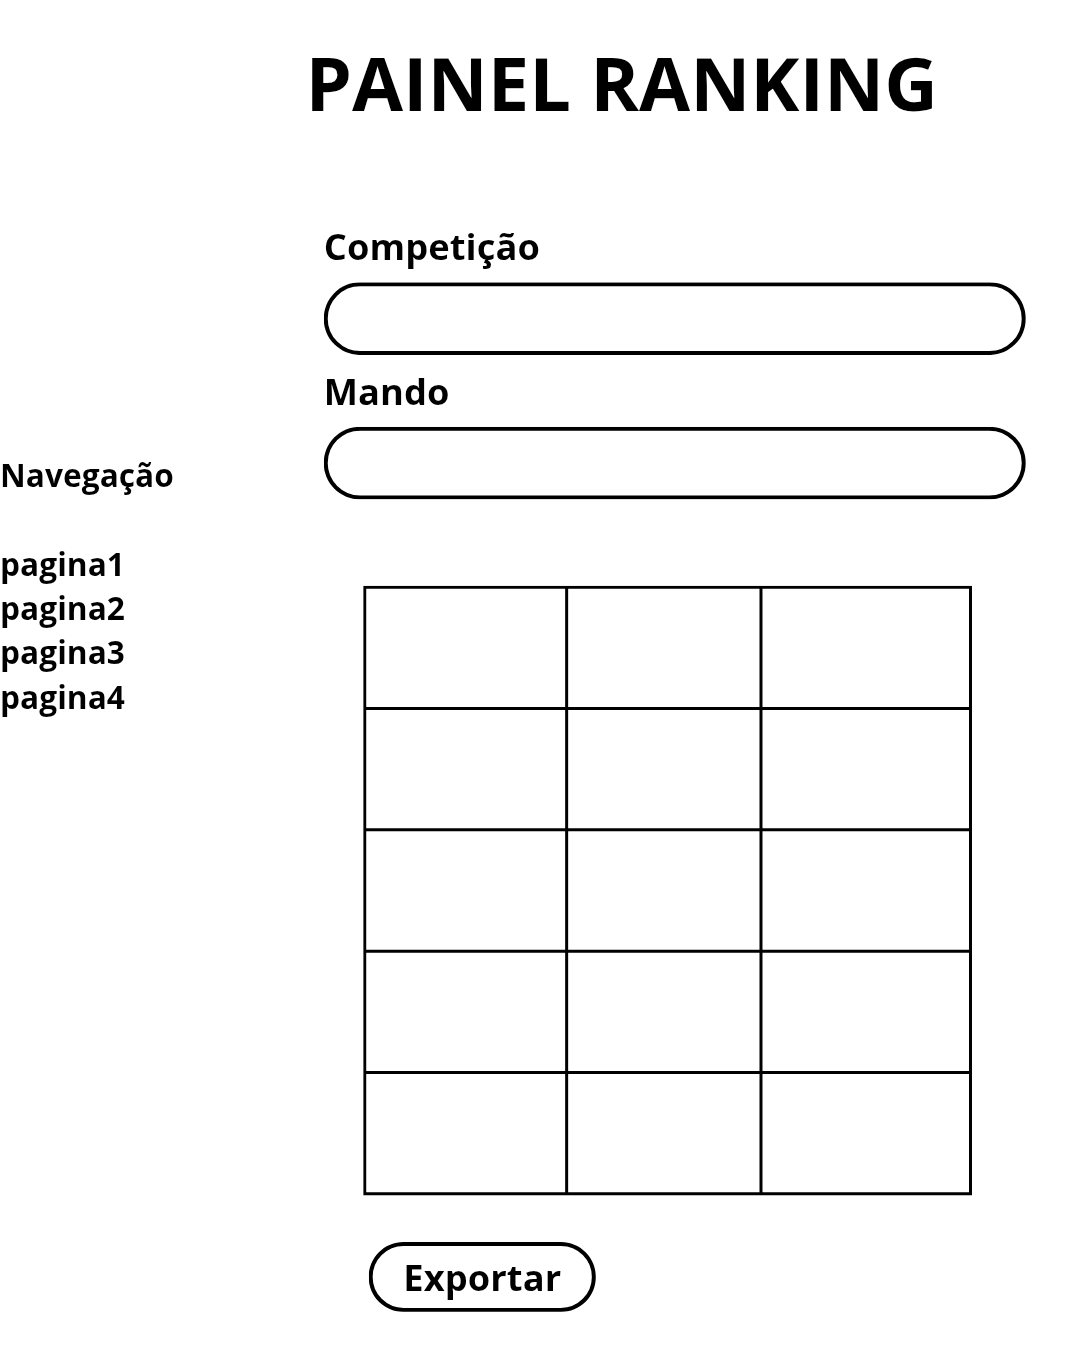 PAINEL RANKING
Competição
Mando
Navegação
pagina1
pagina2
pagina3
pagina4
Exportar